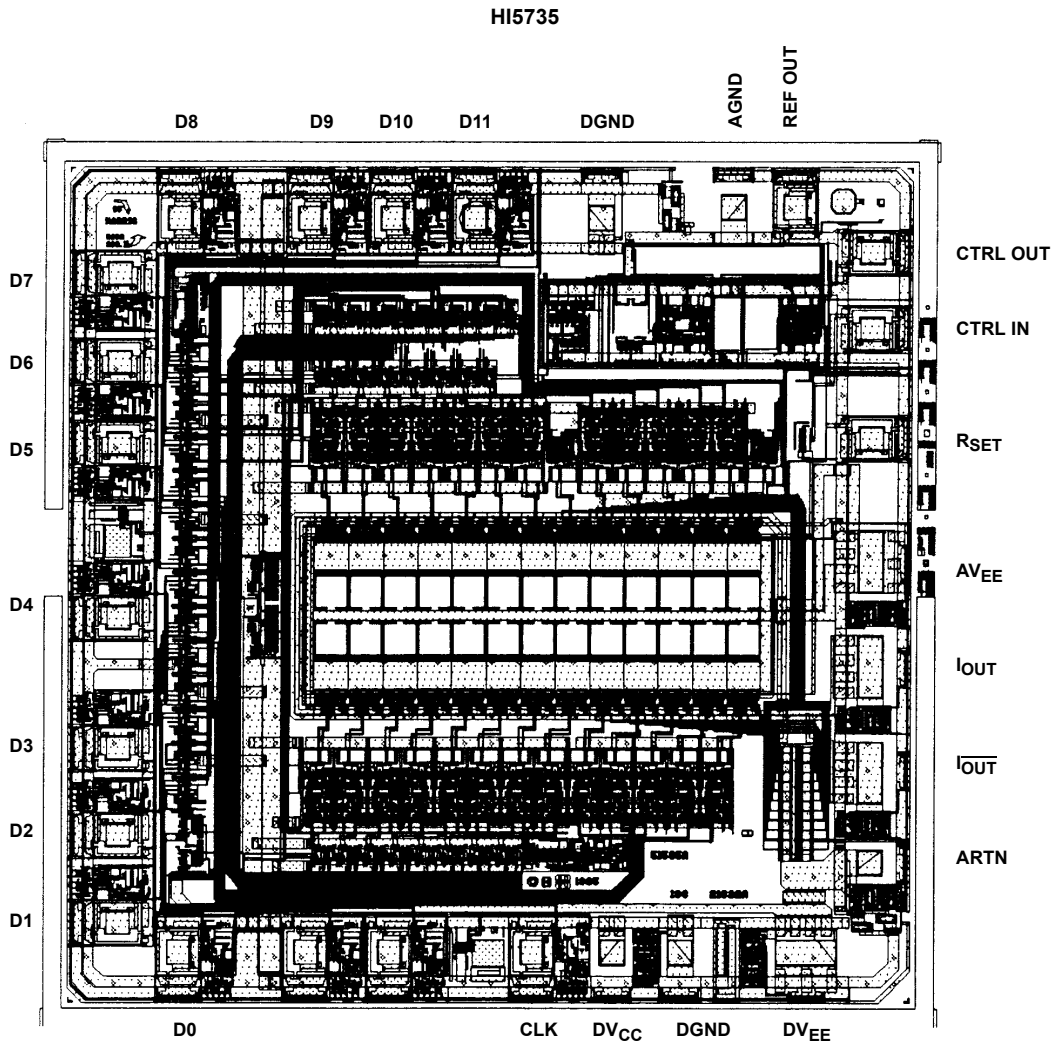 HI5735
AGND
REF OUT
D8 D9 D10 D11 DGND
CTRL OUT
D7
CTRL IN
D6
D5
RSET
AVEE
D4
IOUT
D3
IOUT
D2
ARTN
D1
D0 CLK DVCC DGND DVEE